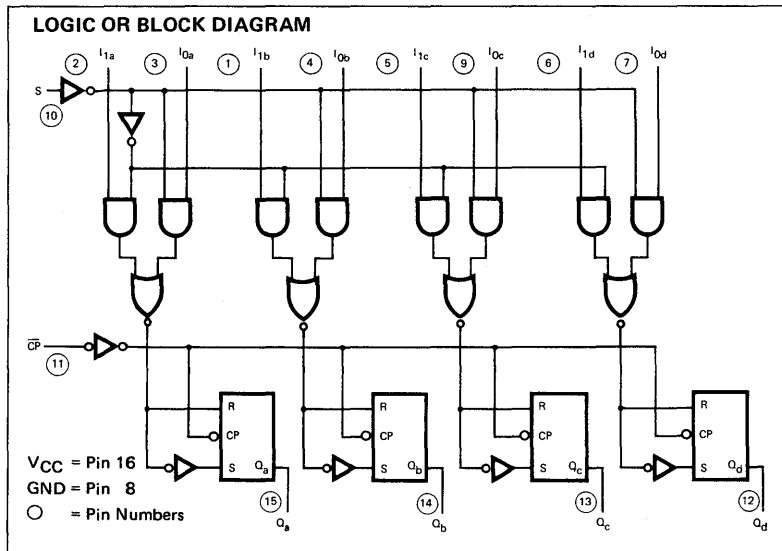 LOGIC OR BLOCK DIAGRAM
2 I1a 3 I0a 1 I1b 4 I0b 5 I1c 9 I0c 6 I1d 7 I0d
S
10
CP
11
R R R R
CP CP CP CP
S Qa S Qb S Qc S Qd
VCC = Pin 16
GND = Pin 8
○ = Pin Numbers
15 14 13 12
Qa Qb Qc Qd